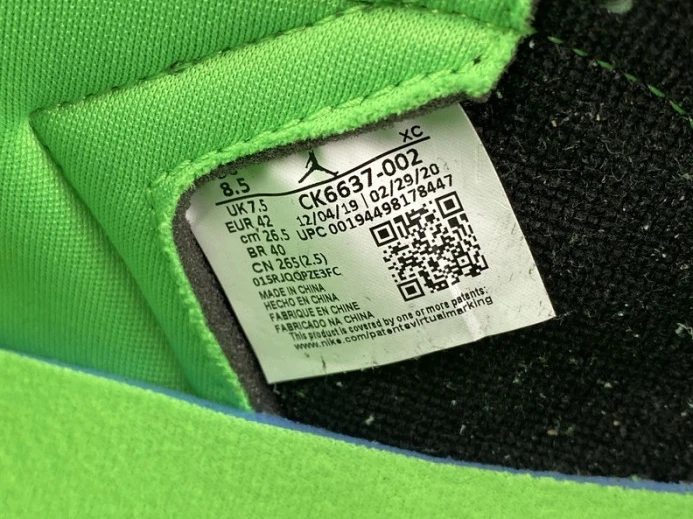 XC
8.5
CK6637-002
UK 7.5
12/04/19 | 02/29/20
EUR 42
UPC 00194498178447
cm 26.5
BR 40
CN 265(2.5)
015RJQOPZE3FC
MADE IN CHINA
HECHO EN CHINA
FABRIQUE EN CHINE
FABRICADO NA CHINA
This product is covered by one or more patents:
www.nike.com/patentsvirtualmarking